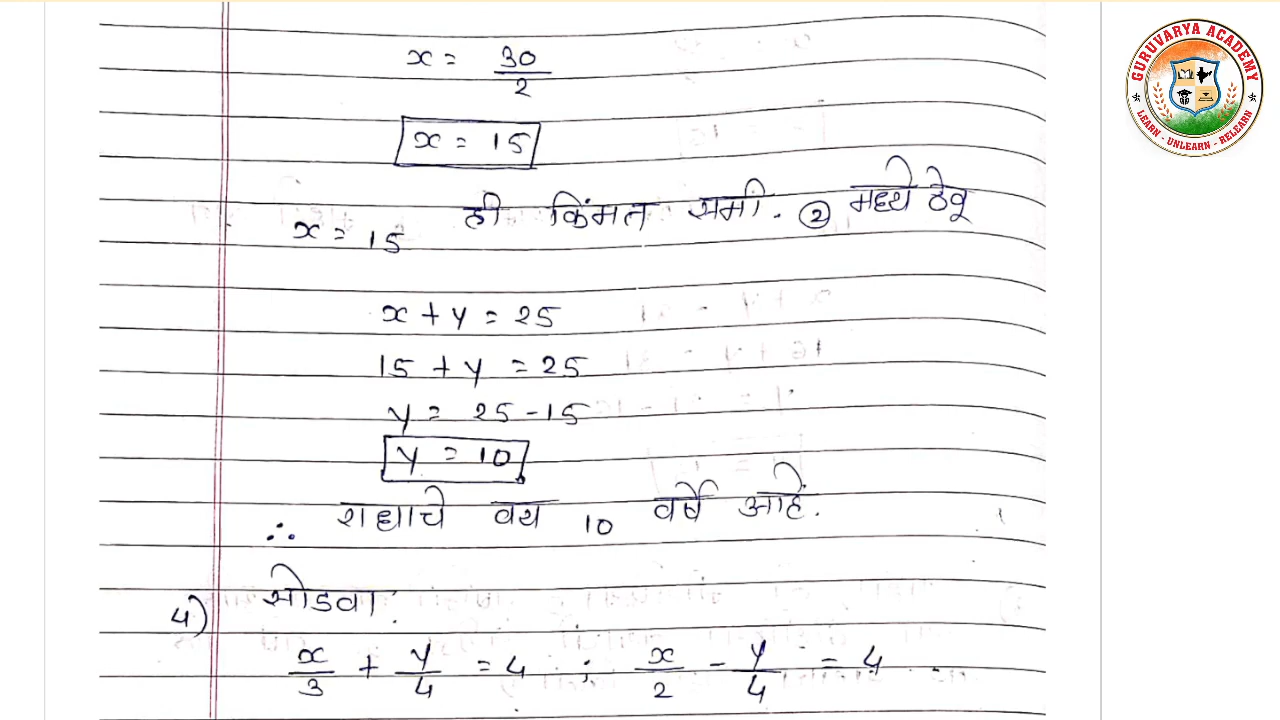 x = 30/2
x = 15
x = 15 ही किंमत समी. ② मध्ये ठेवू
x + y = 25
15 + y = 25
y = 25 - 15
y = 10
∴ राधाचे वय 10 वर्षे आहे.
4) सोडवा.
x/3 + y/4 = 4 ; x/2 - y/4 = 4
GURUVARYA ACADEMY
LEARN - UNLEARN - RELEARN